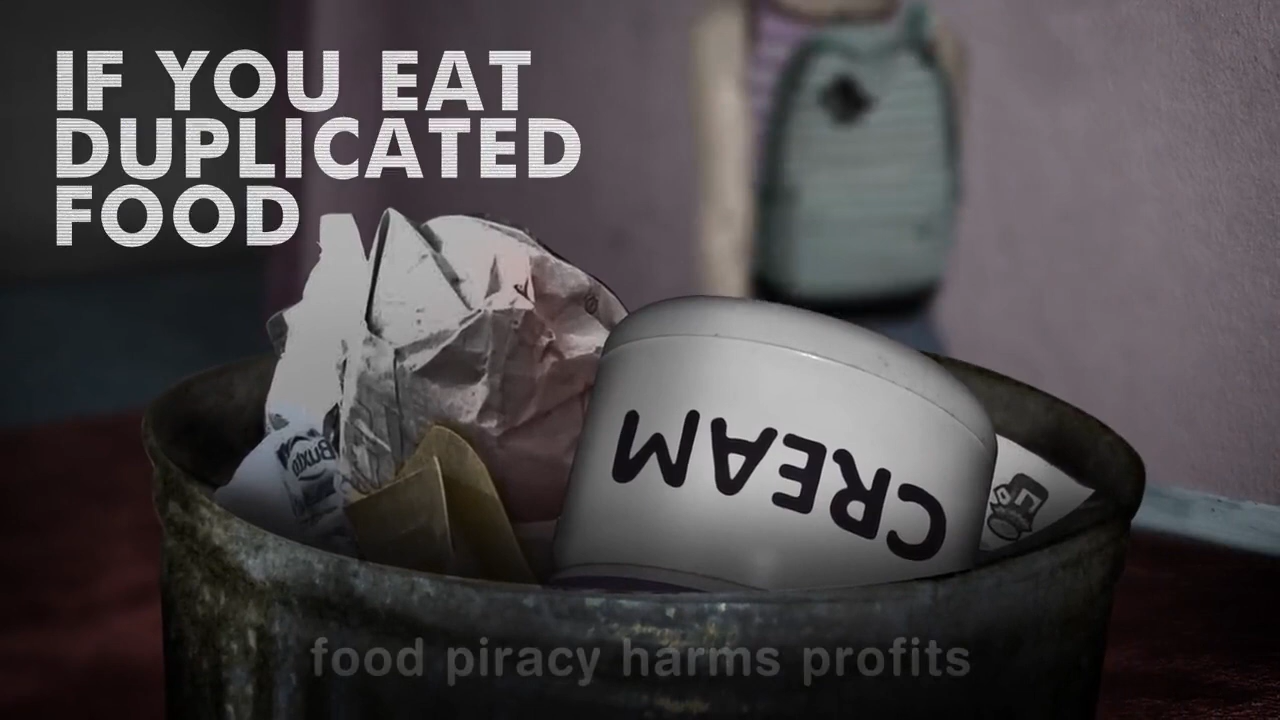 IF YOU EAT
DUPLICATED
FOOD
CREAM
food piracy harms profits